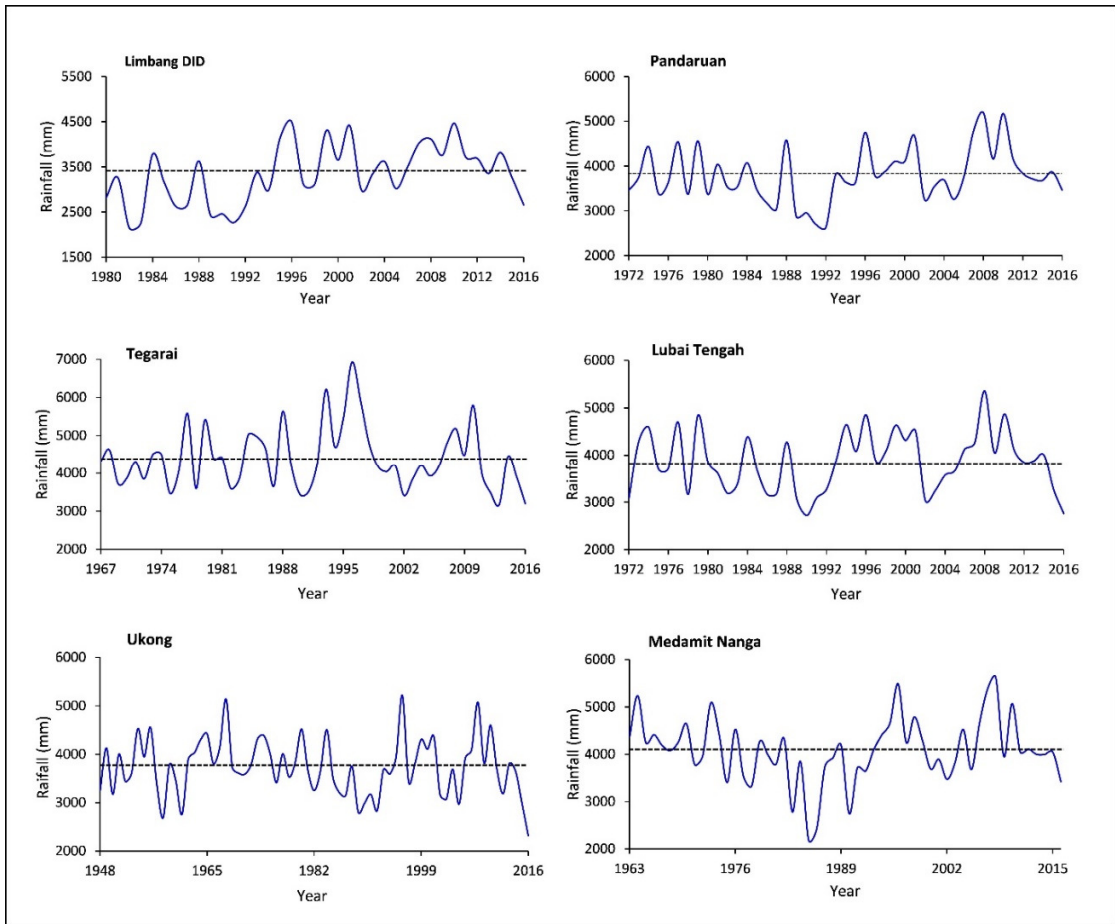 Limbang DID
Rainfall (mm)
5500
4500
3500
2500
1500
1980 1984 1988 1992 1996 2000 2004 2008 2012 2016
Year
Pandaruan
Rainfall (mm)
6000
5000
4000
3000
2000
1972 1976 1980 1984 1988 1992 1996 2000 2004 2008 2012 2016
Year
Tegarai
Rainfall (mm)
7000
6000
5000
4000
3000
2000
1967 1974 1981 1988 1995 2002 2009 2016
Year
Lubai Tengah
Rainfall (mm)
6000
5000
4000
3000
2000
1972 1976 1980 1984 1988 1992 1996 2000 2004 2008 2012 2016
Year
Ukong
Raifall (mm)
6000
5000
4000
3000
2000
1948 1965 1982 1999 2016
Year
Medamit Nanga
Rainfall (mm)
6000
5000
4000
3000
2000
1963 1976 1989 2002 2015
Year